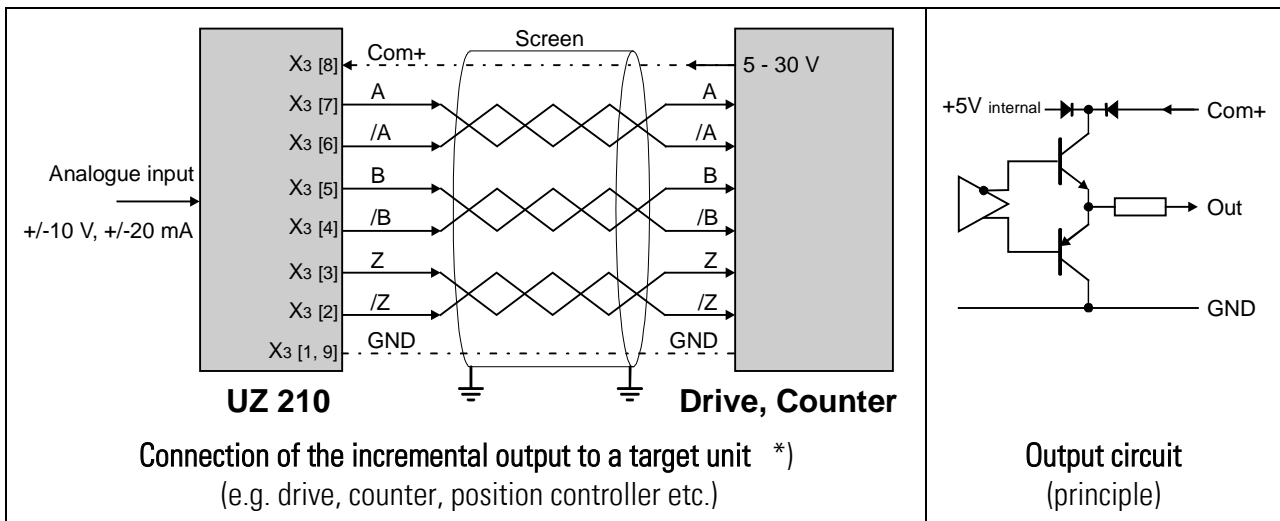 Screen
X3 [8] Com+ 5 - 30 V
X3 [7] A A
X3 [6] /A /A
X3 [5] B B
X3 [4] /B /B
X3 [3] Z Z
X3 [2] /Z /Z
X3 [1, 9] GND GND
Analogue input
+/-10 V, +/-20 mA
UZ 210
Drive, Counter
Connection of the incremental output to a target unit *)
(e.g. drive, counter, position controller etc.)
+5V internal
Com+
Out
GND
Output circuit
(principle)